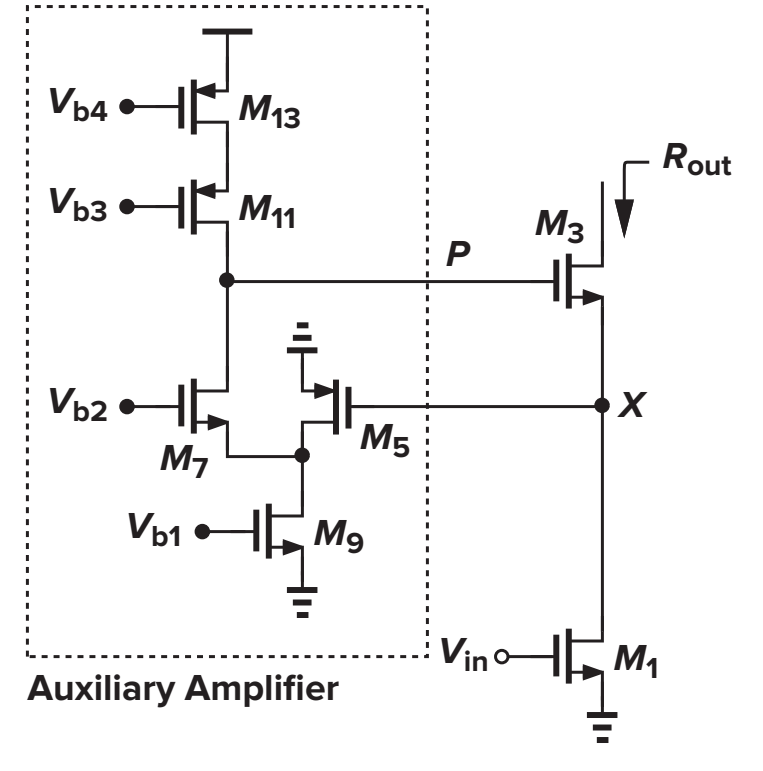 Vb4
M13
Rout
Vb3
M11
M3
P
Vb2
X
M7
M5
Vb1
M9
Vin
M1
Auxiliary Amplifier